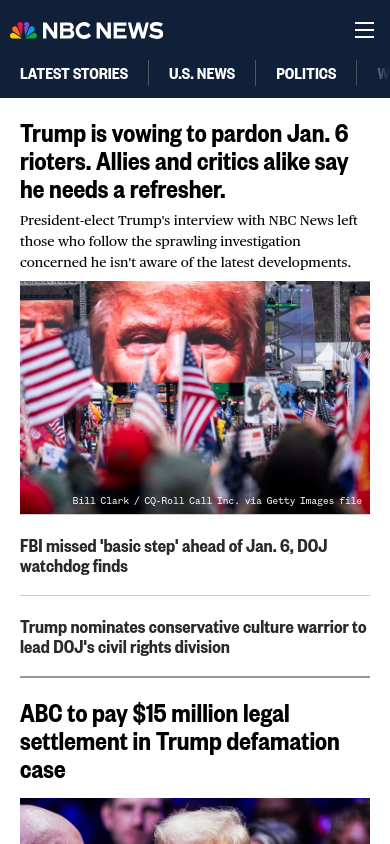 NBC NEWS
LATEST STORIES
U.S. NEWS
POLITICS
Trump is vowing to pardon Jan. 6
rioters. Allies and critics alike say
he needs a refresher.
President-elect Trump's interview with NBC News left
those who follow the sprawling investigation
concerned he isn't aware of the latest developments.
Bill Clark / CQ-Roll Call Inc. via Getty Images file
FBI missed 'basic step' ahead of Jan. 6, DOJ
watchdog finds
Trump nominates conservative culture warrior to
lead DOJ's civil rights division
ABC to pay $15 million legal
settlement in Trump defamation
case